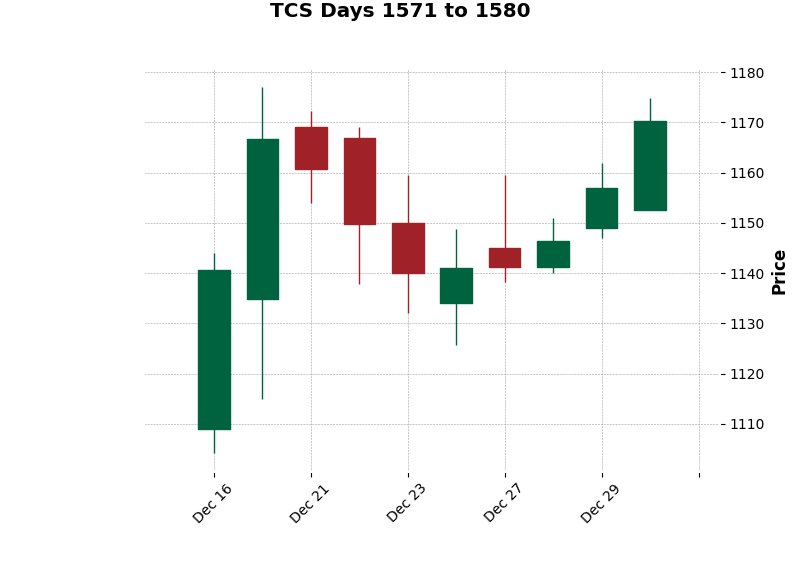 TCS Days 1571 to 1580
1180
1170
1160
1150
1140
1130
1120
1110
Price
Dec 16
Dec 21
Dec 23
Dec 27
Dec 29